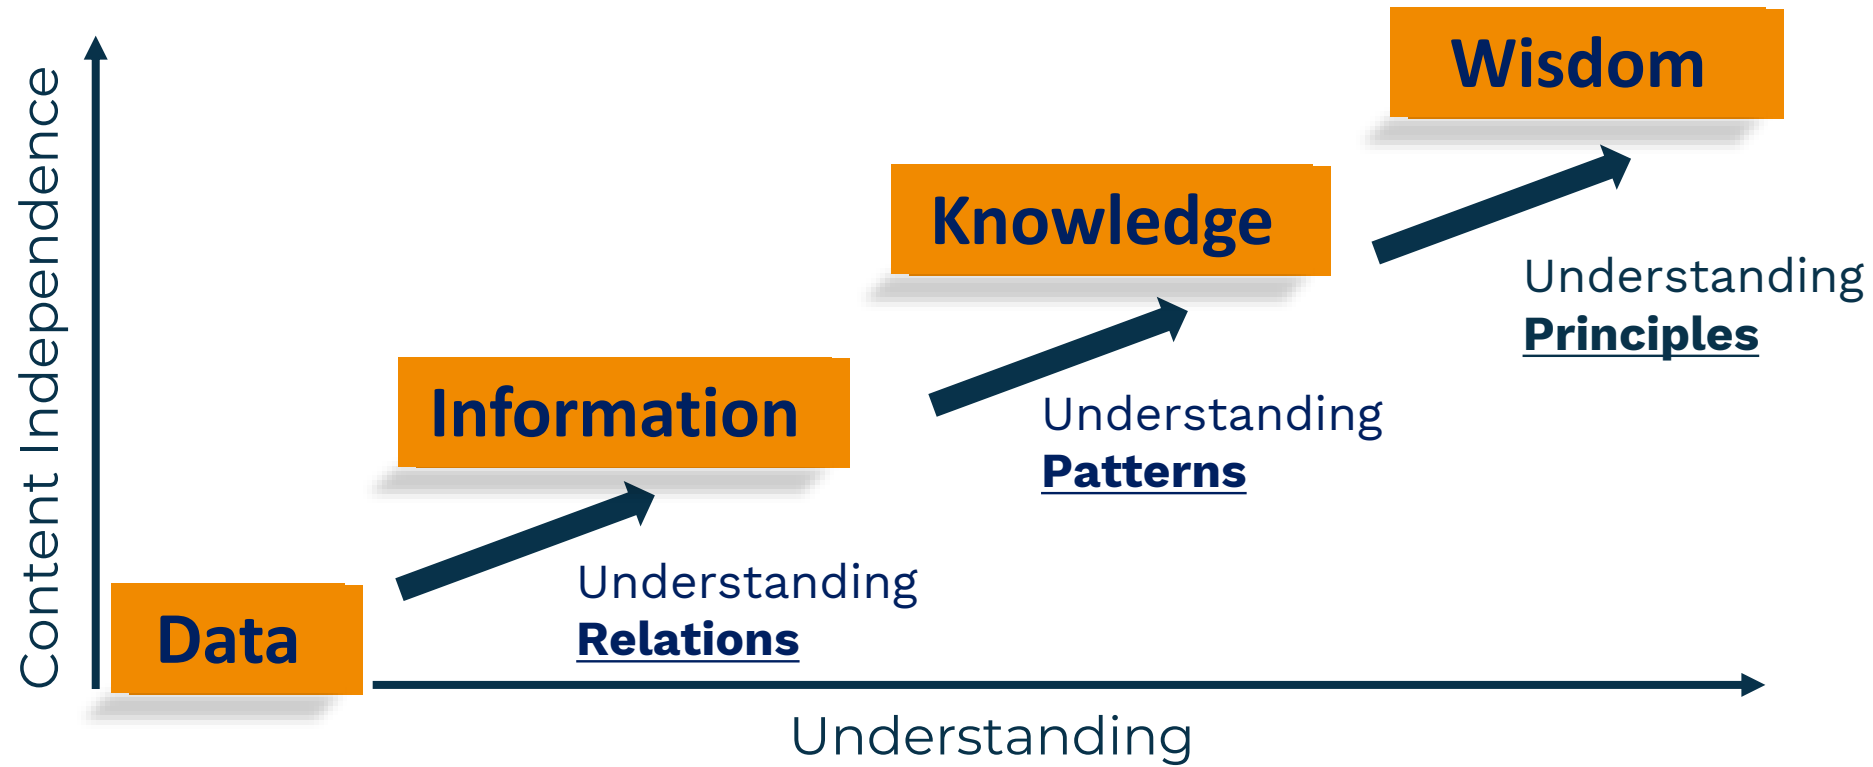 Wisdom
Knowledge
Understanding
Principles
Information
Understanding
Patterns
Data
Understanding
Relations
Content Independence
Understanding